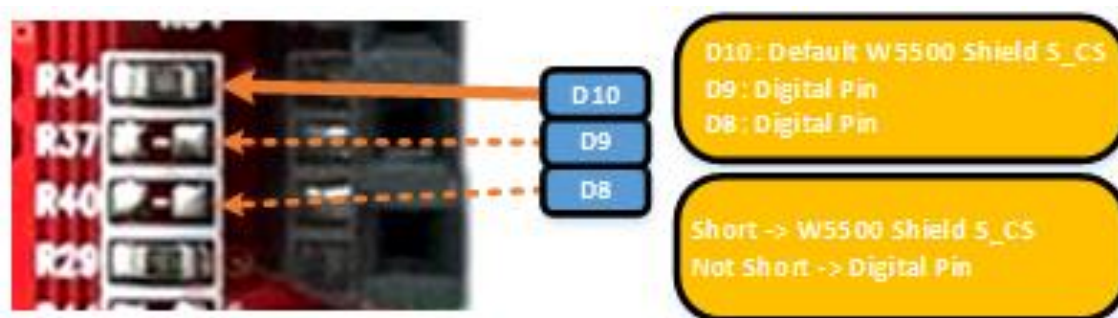 R34
R37
R40
R29
D10
D9
D8
D10 : Default W5500 Shield S_CS
D9 : Digital Pin
D8 : Digital Pin
Short -> W5500 Shield S_CS
Not Short -> Digital Pin